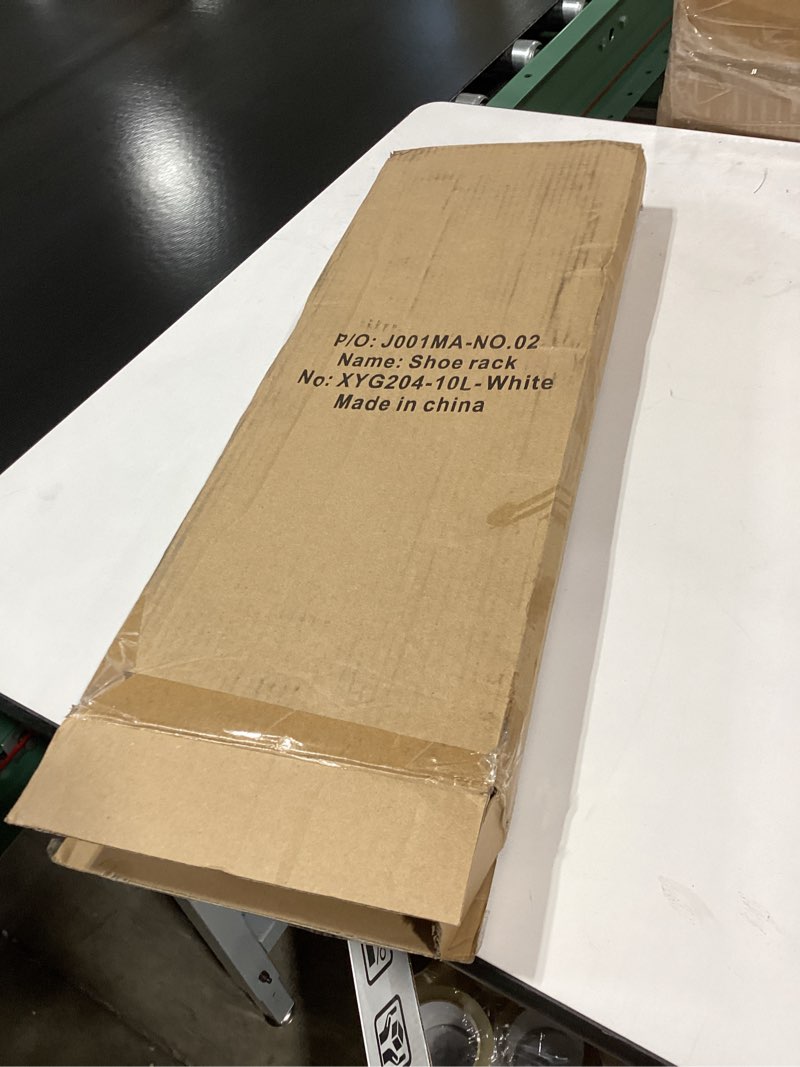 P/O: J001MA-NO.02
Name: Shoe rack
No: XYG204-10L-White
Made in china